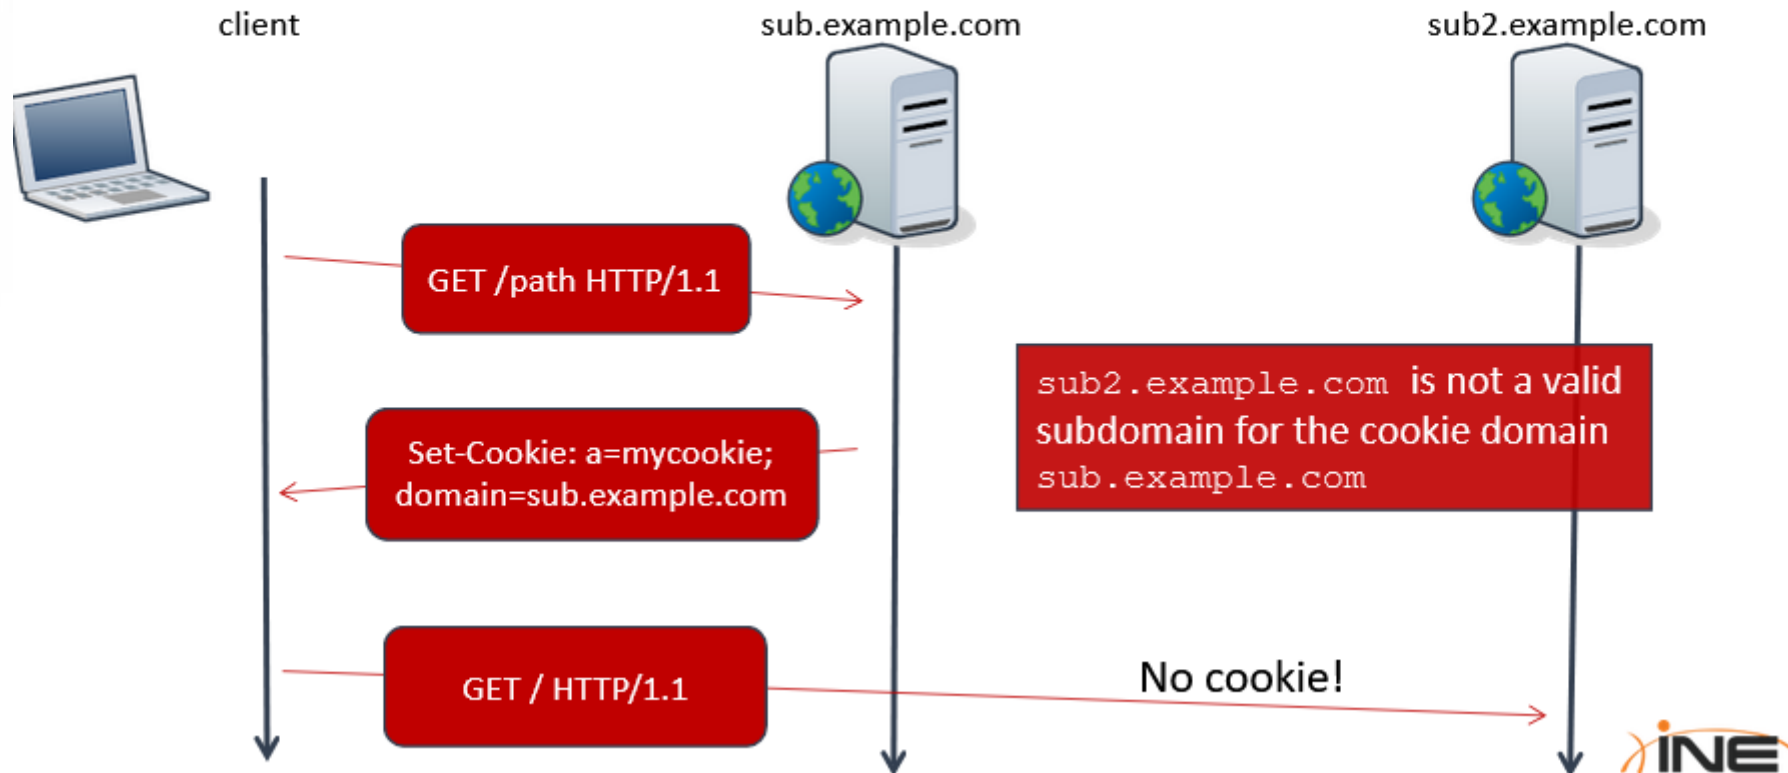 client
sub.example.com
sub2.example.com
GET /path HTTP/1.1
sub2.example.com is not a valid
subdomain for the cookie domain
sub.example.com
Set-Cookie: a=mycookie;
domain=sub.example.com
GET / HTTP/1.1
No cookie!
iNE